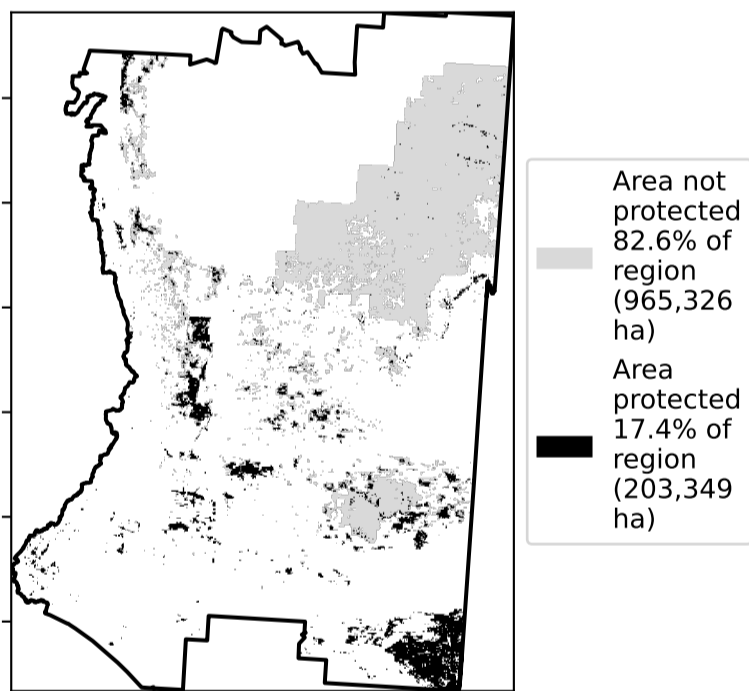 Area not
protected
82.6% of
region
(965,326
ha)
Area
protected
17.4% of
region
(203,349
ha)